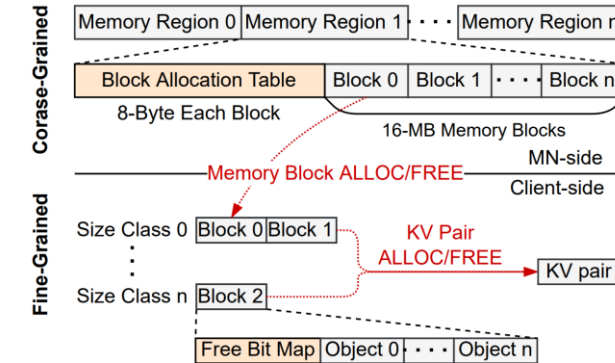 Corase-Grained
Memory Region 0 Memory Region 1 Memory Region n
Block Allocation Table Block 0 Block 1 Block n
8-Byte Each Block
16-MB Memory Blocks
MN-side
Memory Block ALLOC/FREE
Client-side
Fine-Grained
Size Class 0 Block 0 Block 1
KV Pair
ALLOC/FREE
KV pair
Size Class n Block 2
Free Bit Map Object 0 Object n